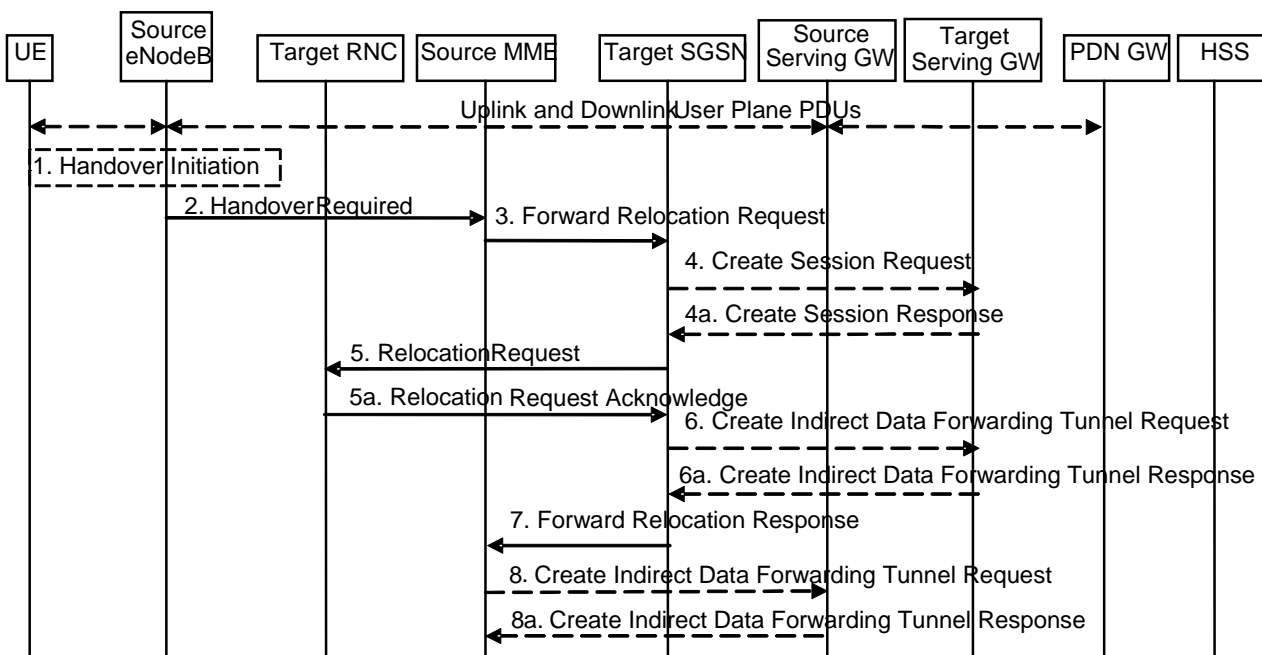 UE
Source
eNodeB
Target RNC
Source MME
Target SGSN
Source
Serving GW
Target
Serving GW
PDN GW
HSS
Uplink and Downlink User Plane PDUs
1. Handover Initiation
2. Handover Required
3. Forward Relocation Request
4. Create Session Request
4a. Create Session Response
5. Relocation Request
5a. Relocation Request Acknowledge
6. Create Indirect Data Forwarding Tunnel Request
6a. Create Indirect Data Forwarding Tunnel Response
7. Forward Relocation Response
8. Create Indirect Data Forwarding Tunnel Request
8a. Create Indirect Data Forwarding Tunnel Response